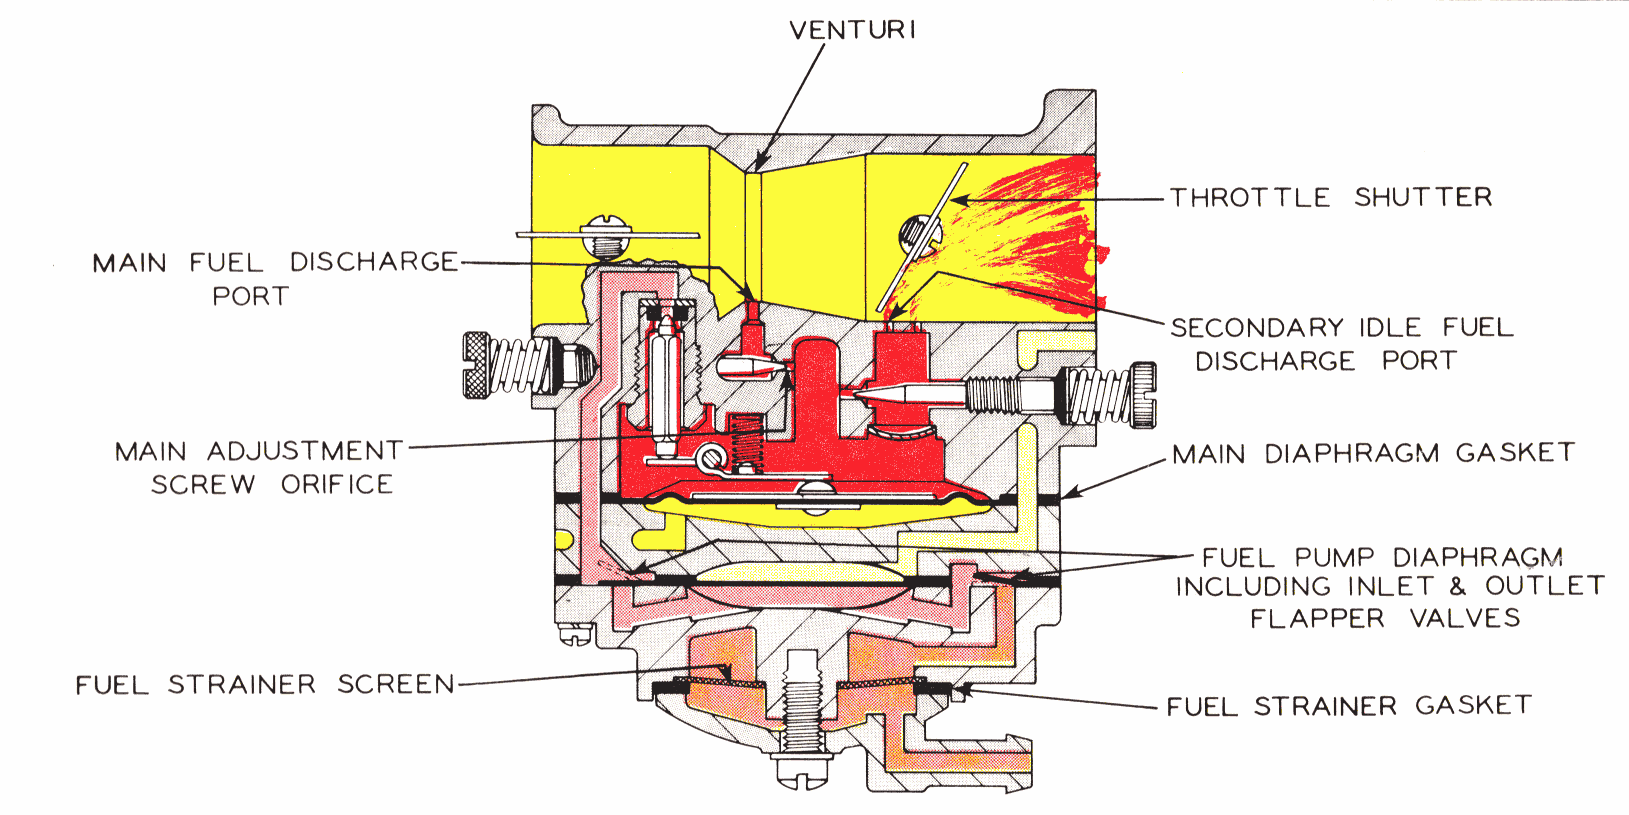 VENTURI
THROTTLE SHUTTER
MAIN FUEL DISCHARGE
PORT
SECONDARY IDLE FUEL
DISCHARGE PORT
MAIN ADJUSTMENT
SCREW ORIFICE
MAIN DIAPHRAGM GASKET
FUEL PUMP DIAPHRAGM
INCLUDING INLET & OUTLET
FLAPPER VALVES
FUEL STRAINER SCREEN
FUEL STRAINER GASKET